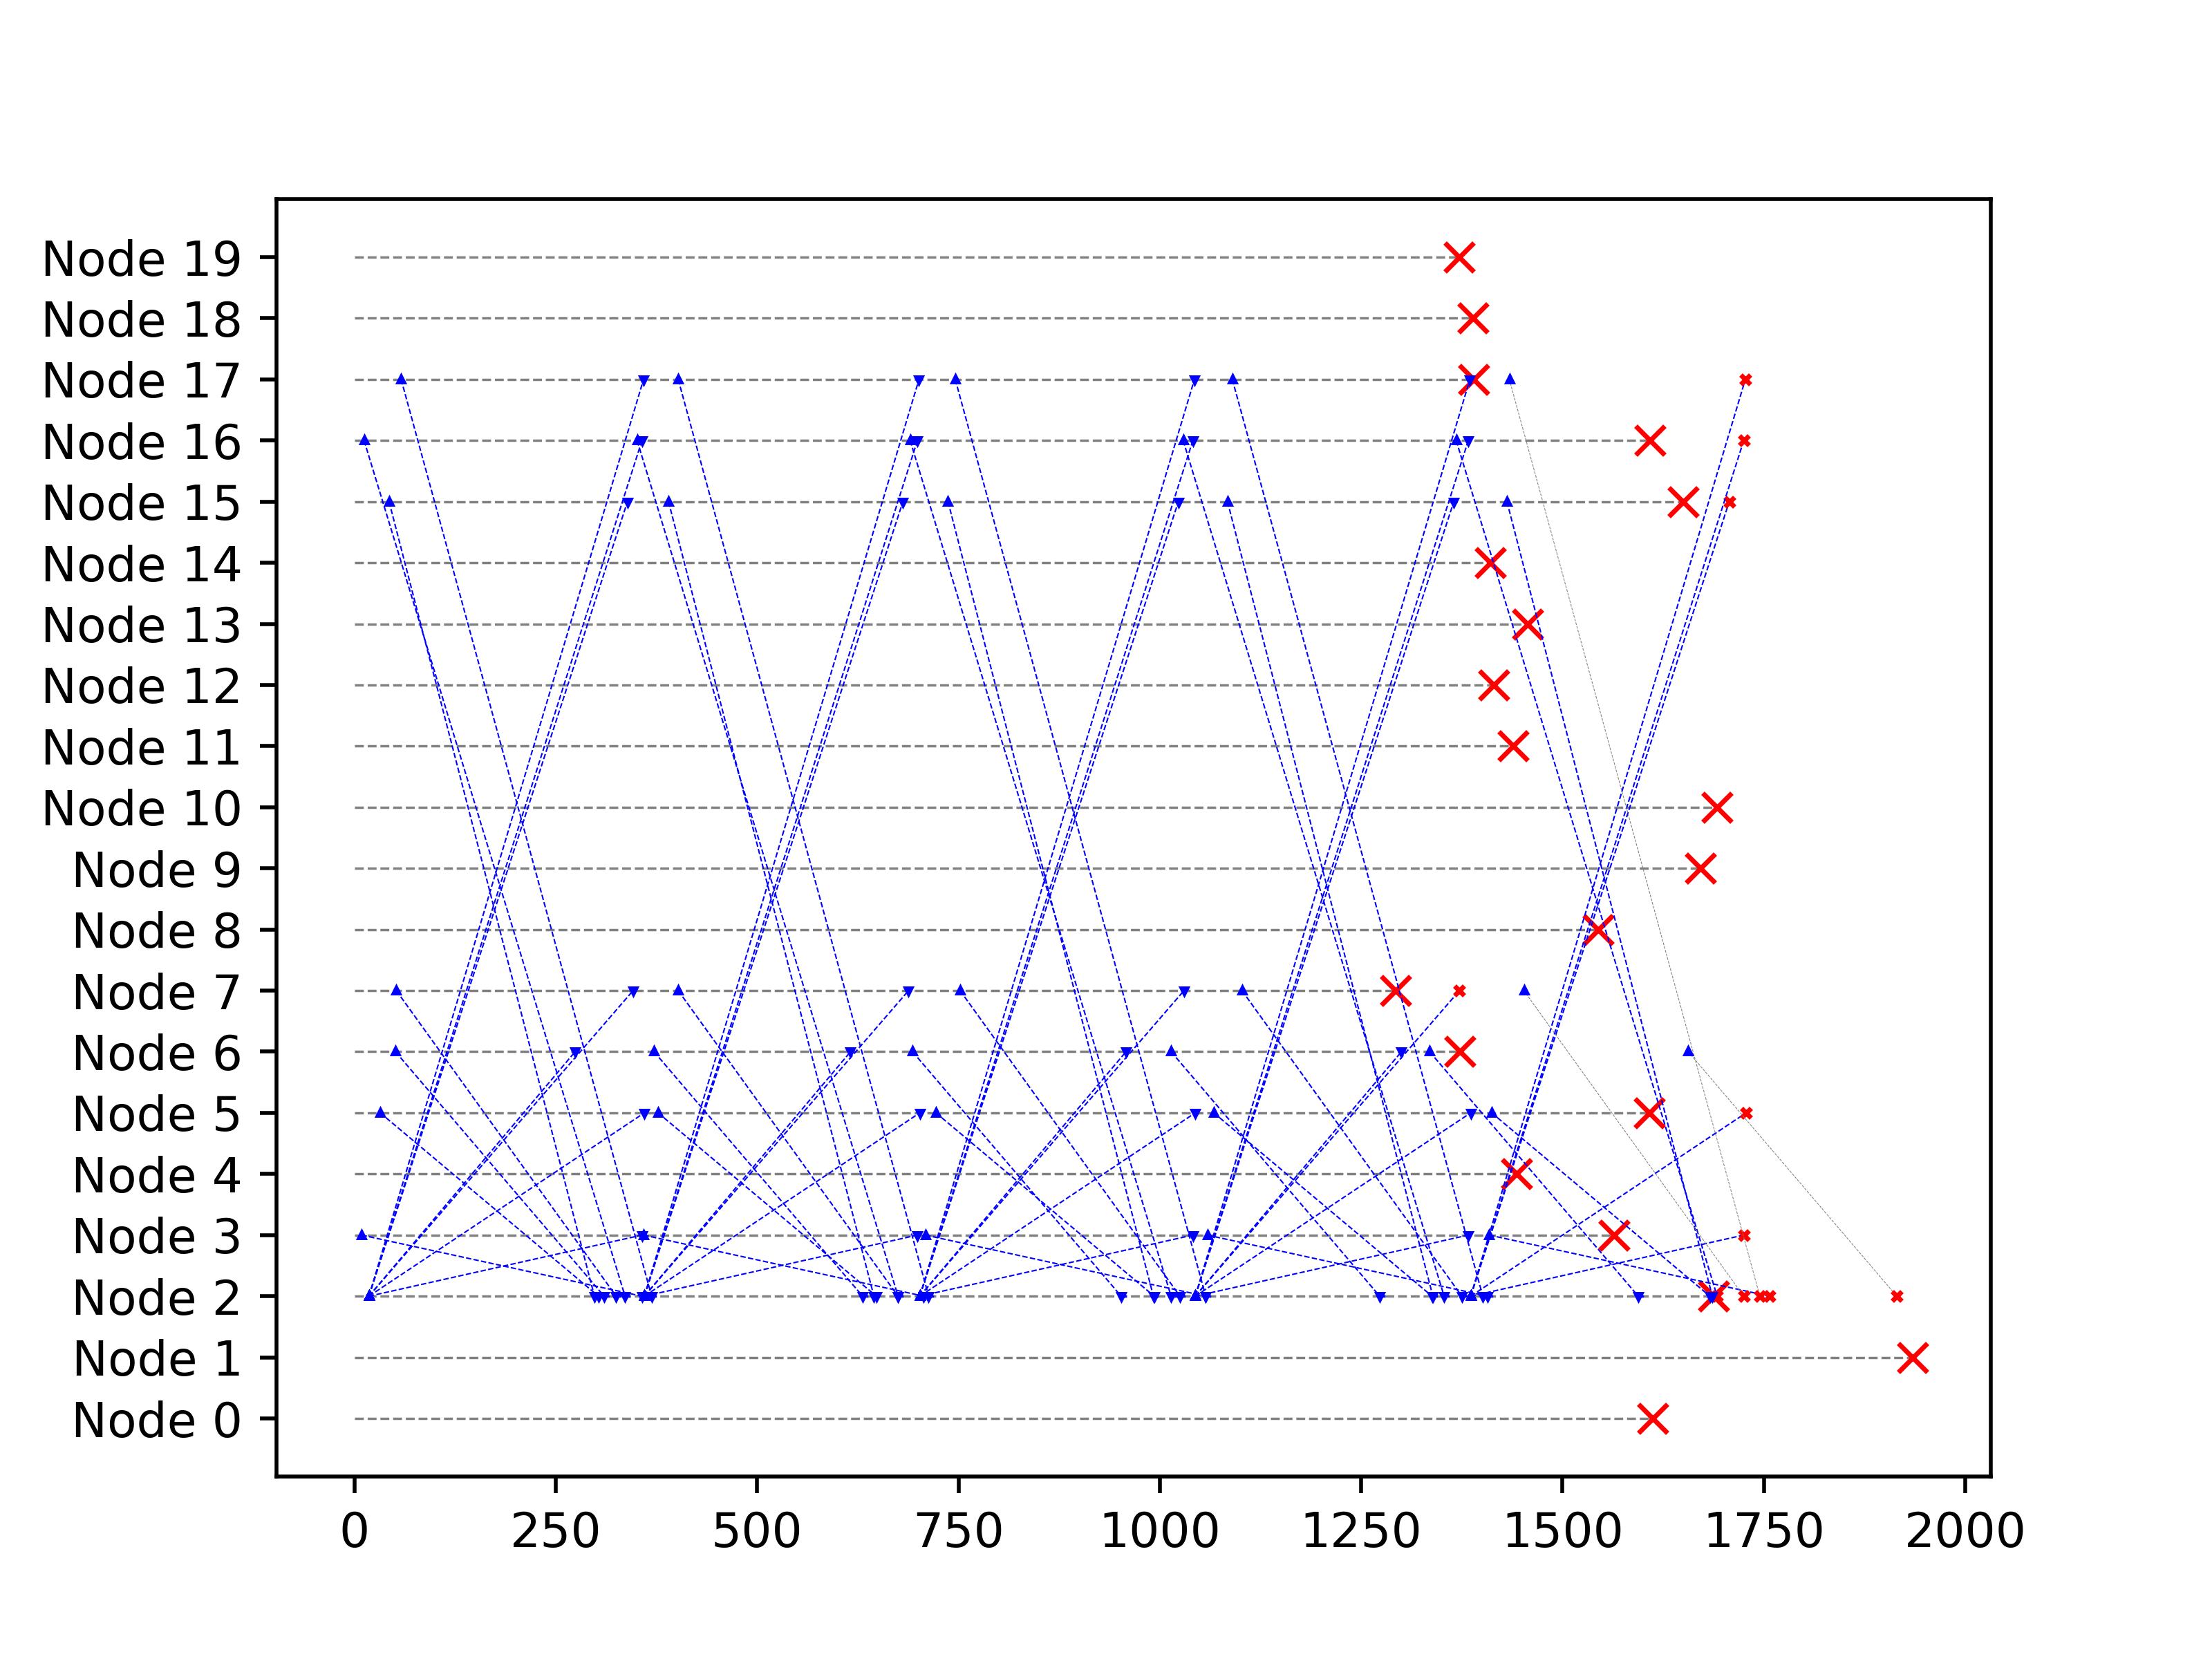 Node 19
Node 18
Node 17
Node 16
Node 15
Node 14
Node 13
Node 12
Node 11
Node 10
Node 9
Node 8
Node 7
Node 6
Node 5
Node 4
Node 3
Node 2
Node 1
Node 0
0 250 500 750 1000 1250 1500 1750 2000